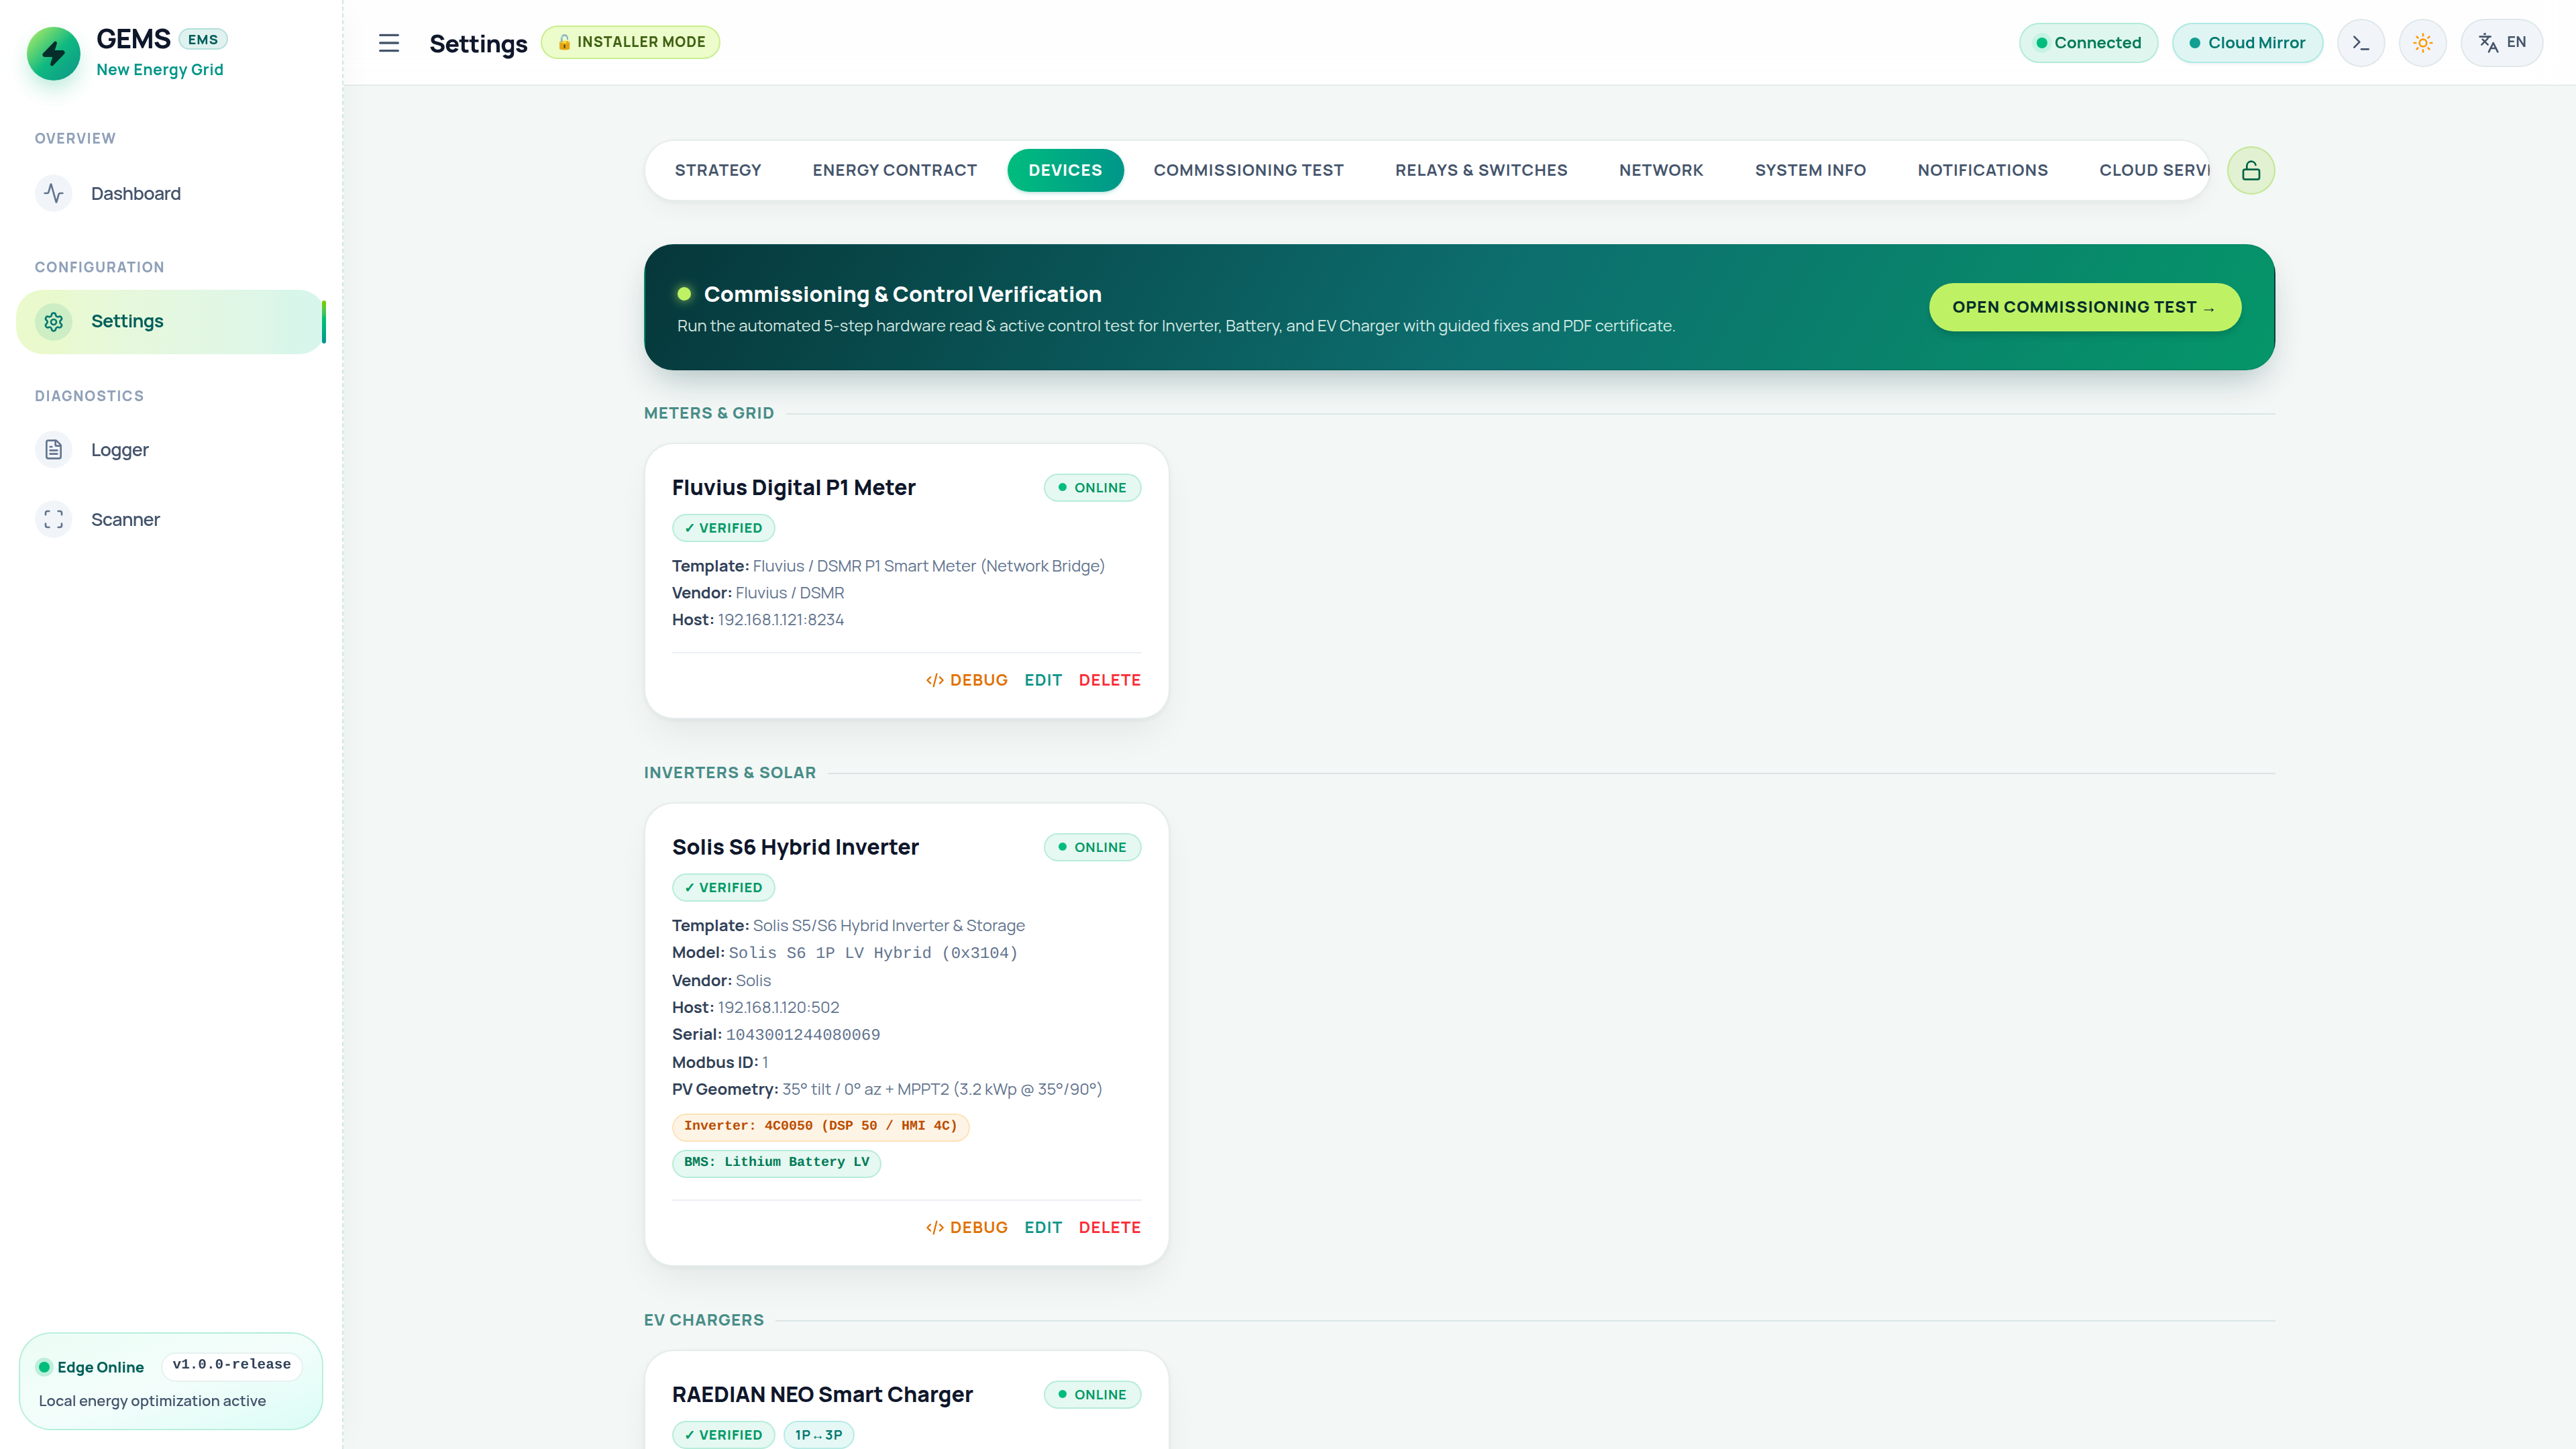 GEMS EMS
New Energy Grid
OVERVIEW
Dashboard
CONFIGURATION
Settings
DIAGNOSTICS
Logger
Scanner
Edge Online v1.0.0-release
Local energy optimization active
Settings 🔓 INSTALLER MODE
Connected Cloud Mirror EN
STRATEGY ENERGY CONTRACT DEVICES COMMISSIONING TEST RELAYS & SWITCHES NETWORK SYSTEM INFO NOTIFICATIONS CLOUD SERVI
Commissioning & Control Verification
Run the automated 5-step hardware read & active control test for Inverter, Battery, and EV Charger with guided fixes and PDF certificate.
OPEN COMMISSIONING TEST →
METERS & GRID
Fluvius Digital P1 Meter ONLINE
✓ VERIFIED
Template: Fluvius / DSMR P1 Smart Meter (Network Bridge)
Vendor: Fluvius / DSMR
Host: 192.168.1.121:8234
DEBUG EDIT DELETE
INVERTERS & SOLAR
Solis S6 Hybrid Inverter ONLINE
✓ VERIFIED
Template: Solis S5/S6 Hybrid Inverter & Storage
Model: Solis S6 1P LV Hybrid (0x3104)
Vendor: Solis
Host: 192.168.1.120:502
Serial: 1043001244080069
Modbus ID: 1
PV Geometry: 35° tilt / 0° az + MPPT2 (3.2 kWp @ 35°/90°)
Inverter: 4C0050 (DSP 50 / HMI 4C)
BMS: Lithium Battery LV
DEBUG EDIT DELETE
EV CHARGERS
RAEDIAN NEO Smart Charger ONLINE
✓ VERIFIED 1P↔3P